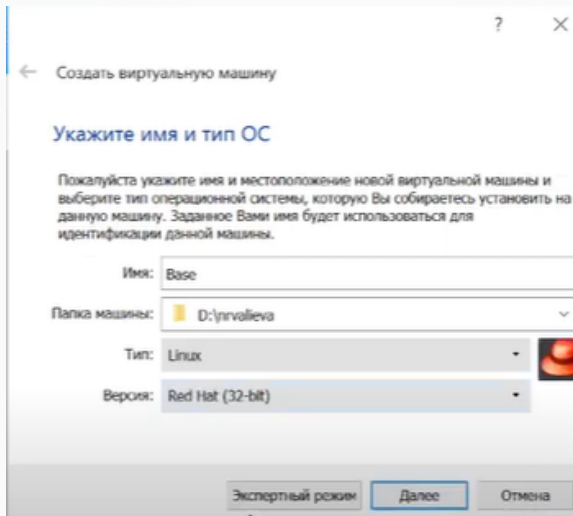 ?
Создать виртуальную машину
Укажите имя и тип ОС
Пожалуйста укажите имя и местоположение новой виртуальной машины и
выберите тип операционной системы, которую Вы собираетесь установить на
данную машину. Заданное Вами имя будет использоваться для
идентификации данной машины.
Имя: Base
Папка машины: D:\nrvalieva
Тип: Linux
Версия: Red Hat (32-bit)
Экспертный режим Далее Отмена